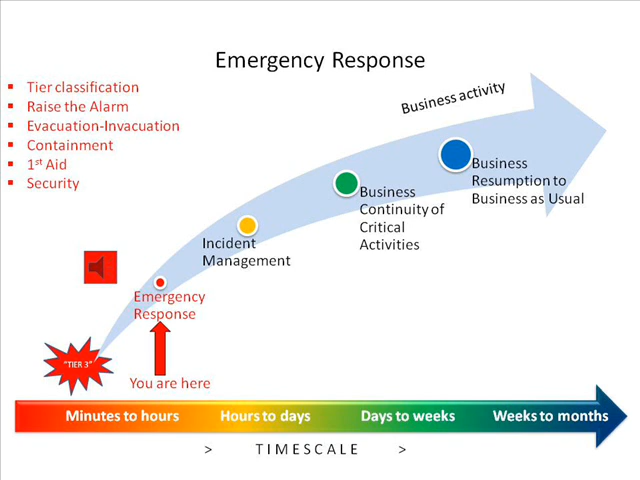 Emergency Response
Tier classification
Raise the Alarm
Evacuation-Invacuation
Containment
1st Aid
Security
Business activity
Business
Resumption to
Business as Usual
Business
Continuity of
Critical
Activities
Incident
Management
Emergency
Response
"TIER 3"
You are here
Minutes to hours
Hours to days
Days to weeks
Weeks to months
> TIMESCALE >